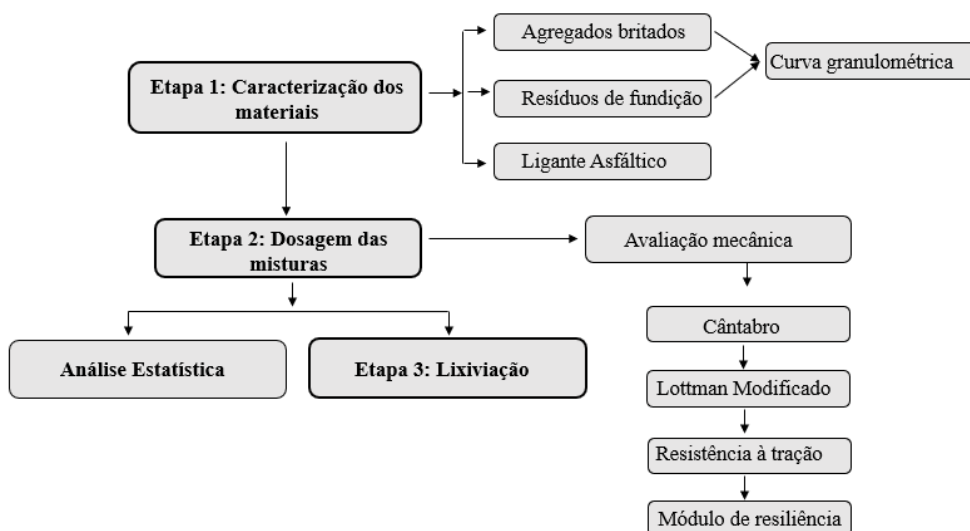 Agregados britados
Curva granulométrica
Etapa 1: Caracterização dos
materiais
Resíduos de fundição
Ligante Asfáltico
Etapa 2: Dosagem das
misturas
Avaliação mecânica
Cântabro
Análise Estatística
Etapa 3: Lixiviação
Lottman Modificado
Resistência à tração
Módulo de resiliência